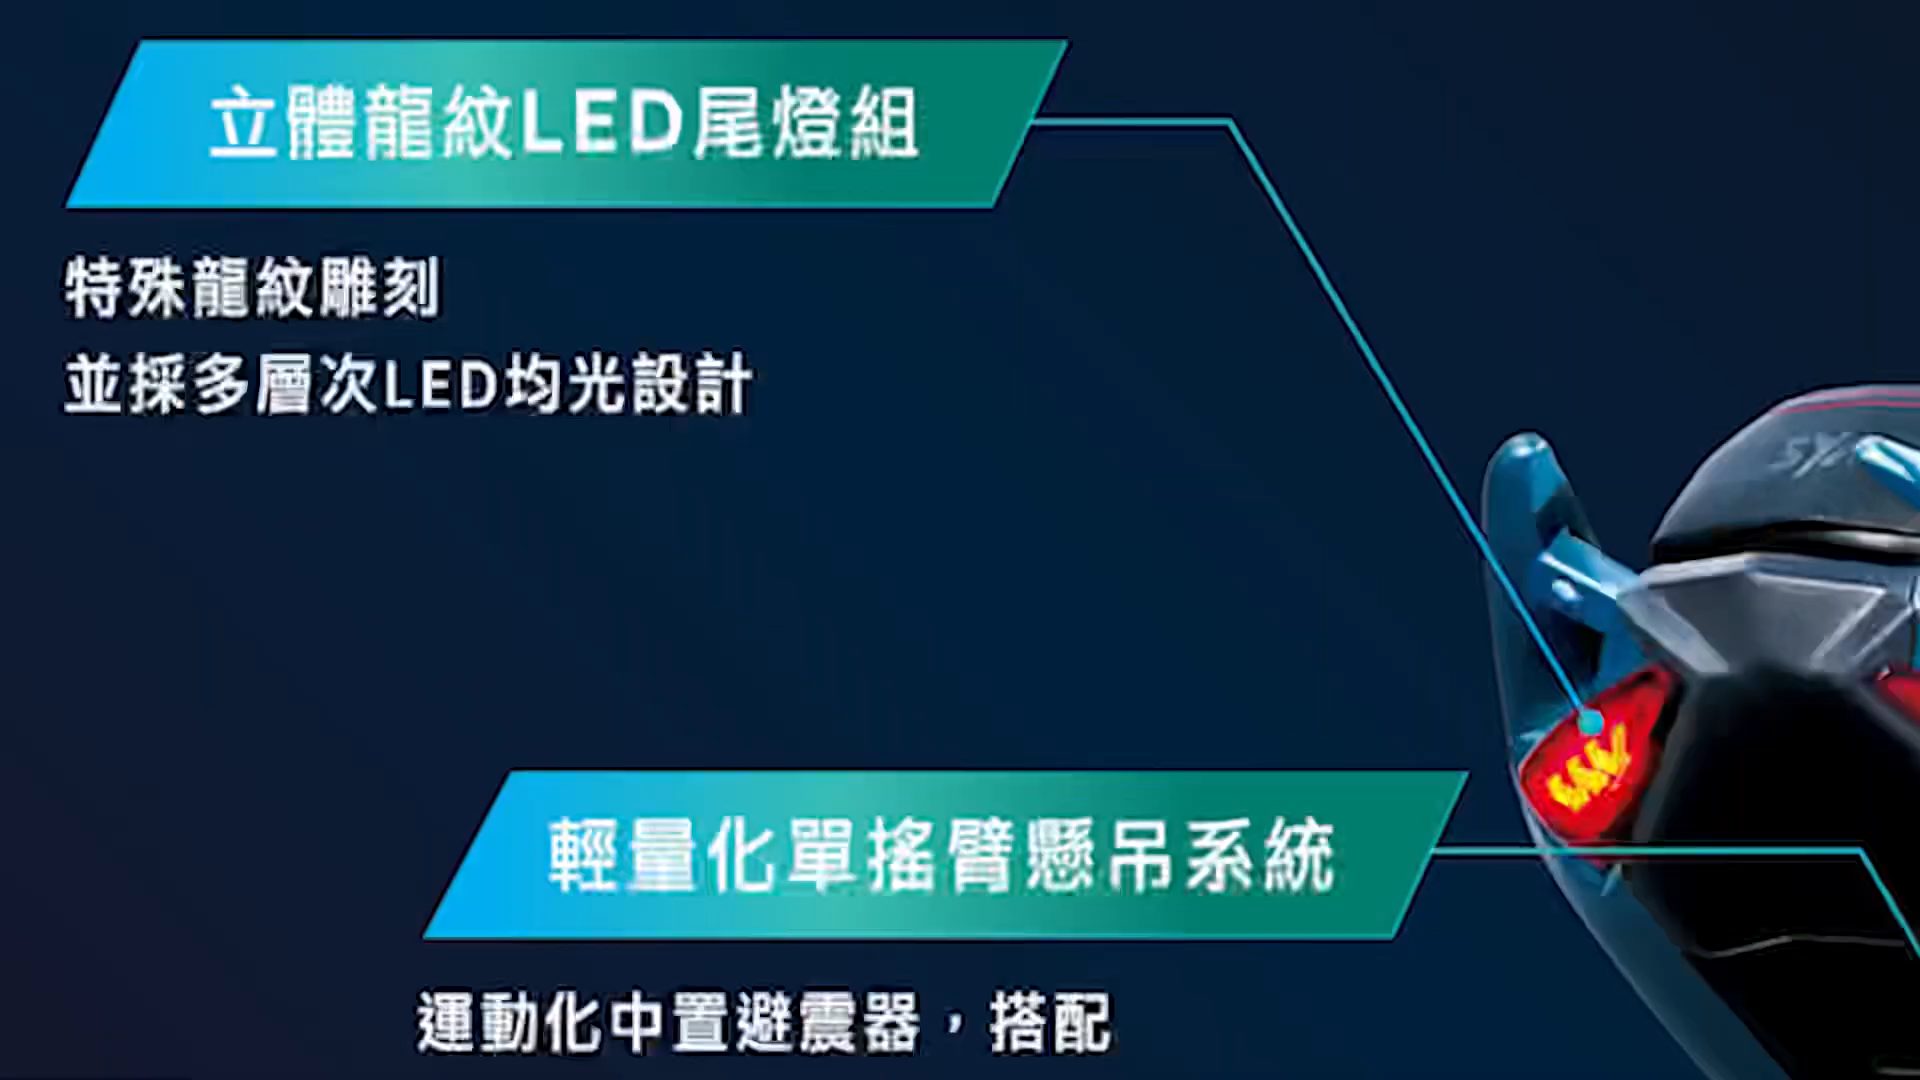 立體龍紋LED尾燈組
特殊龍紋雕刻
並採多層次LED均光設計
輕量化單搖臂懸吊系統
運動化中置避震器，搭配